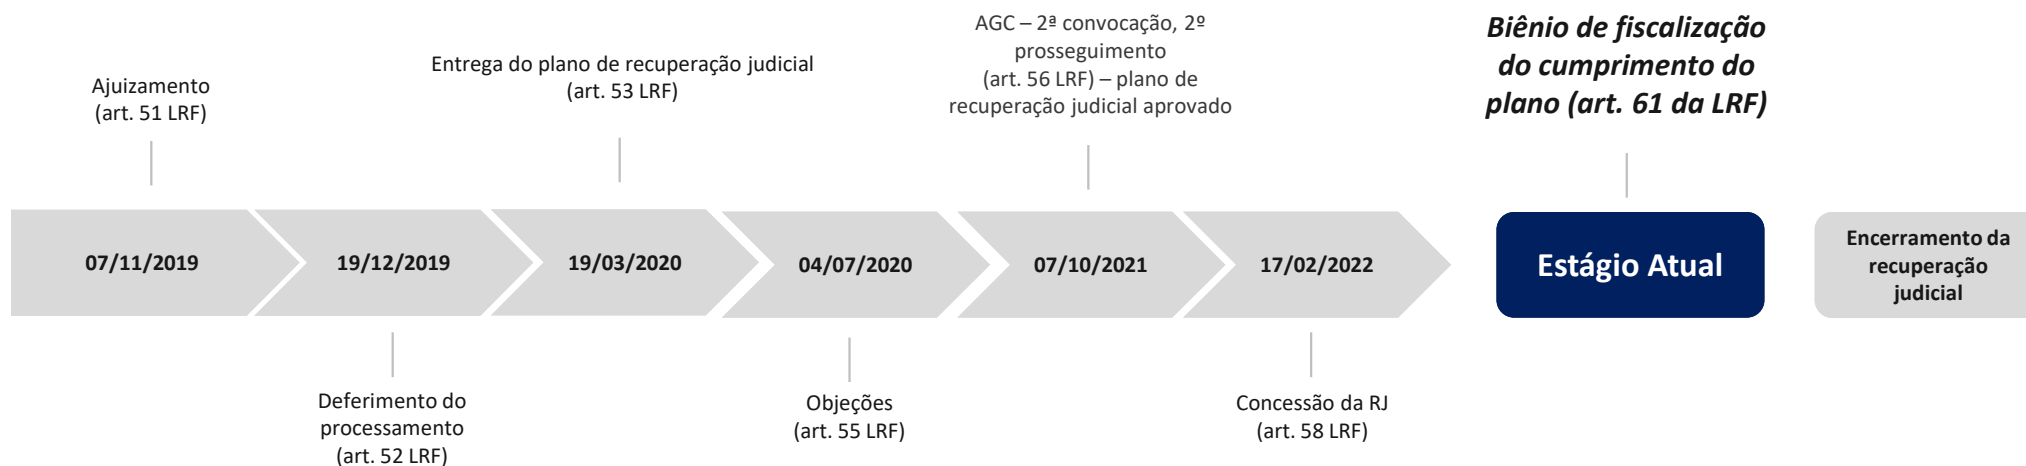 Ajuizamento
(art. 51 LRF)
Entrega do plano de recuperação judicial
(art. 53 LRF)
AGC – 2ª convocação, 2º
prosseguimento
(art. 56 LRF) – plano de
recuperação judicial aprovado
Biênio de fiscalização
do cumprimento do
plano (art. 61 da LRF)
07/11/2019
19/12/2019
19/03/2020
04/07/2020
07/10/2021
17/02/2022
Estágio Atual
Encerramento da
recuperação
judicial
Deferimento do
processamento
(art. 52 LRF)
Objeções
(art. 55 LRF)
Concessão da RJ
(art. 58 LRF)